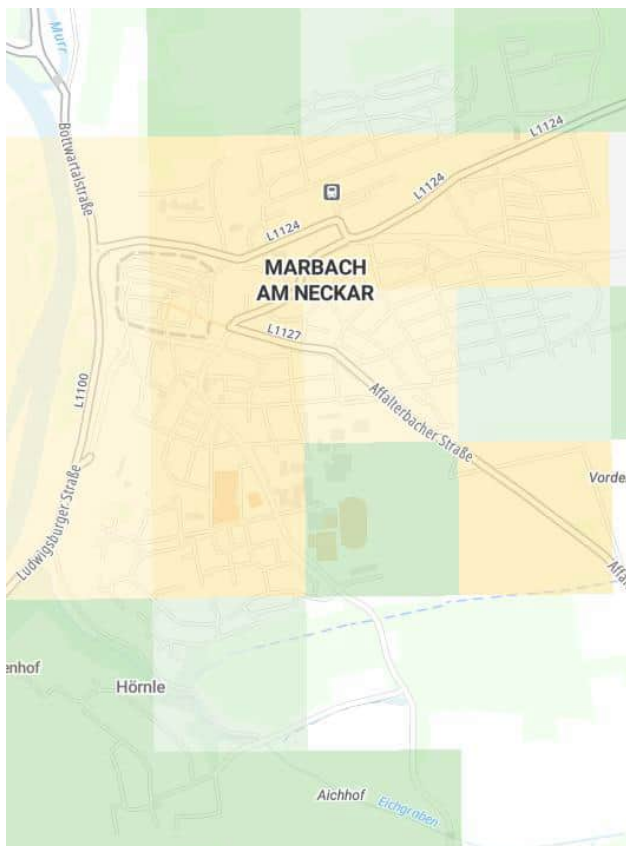 Murr
Bottwartalstraße
L1124
L1124
L1124
MARBACH
AM NECKAR
L1127
L1100
Affalterbacher Straße
Ludwigsburger Straße
Vorde
Affa
enhof
Hörnle
Aichhof
Eichgraben